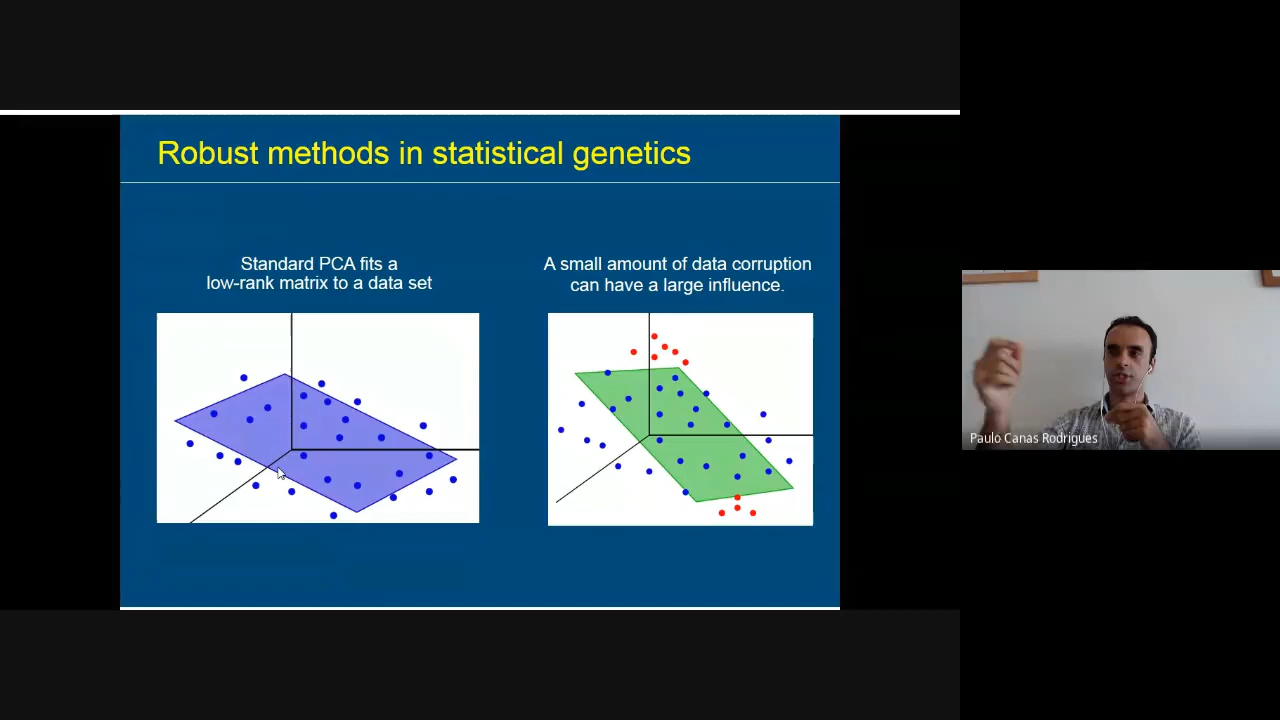 Robust methods in statistical genetics
Standard PCA fits a
low-rank matrix to a data set
A small amount of data corruption
can have a large influence.
Paulo Canas Rodrigues